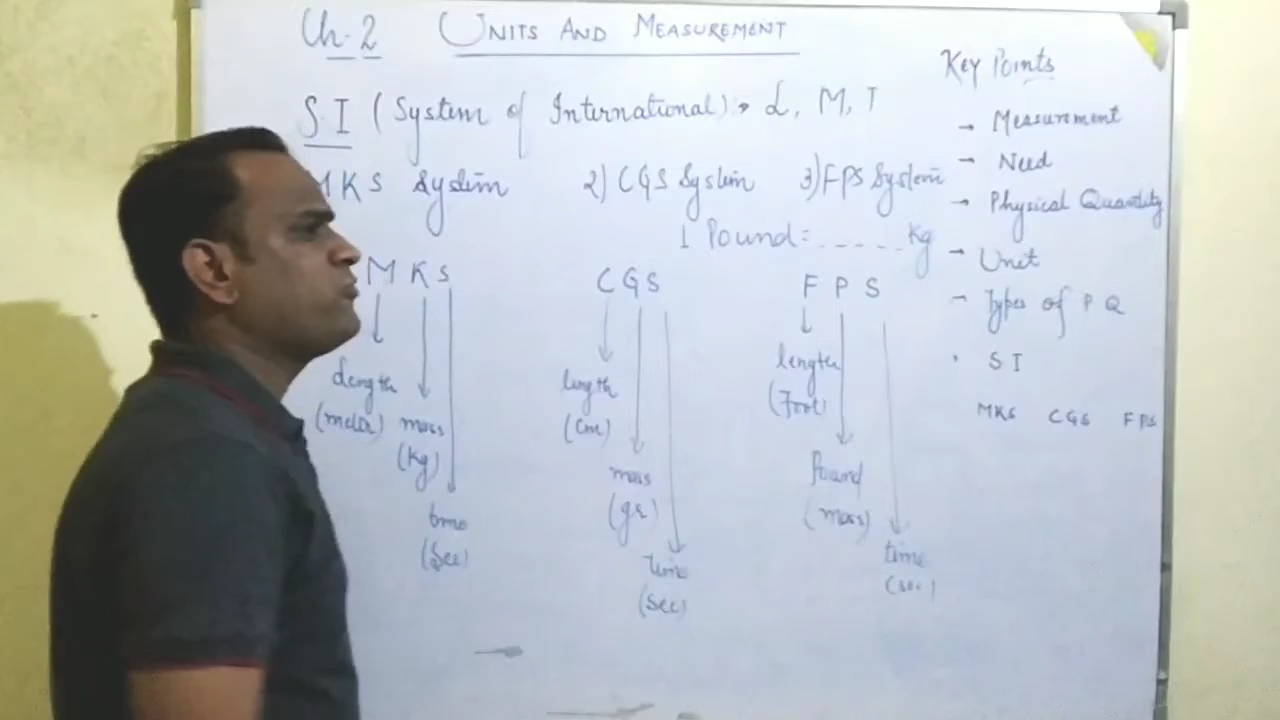 Ch. 2 UNITS AND MEASUREMENT
S I (System of International) → L, M, T
MKS System 2) CGS System 3) FPS System
1 Pound = . - - - - - Kg
M K S
length
(meter)
mass
(Kg)
time
(Sec)
C G S
length
(cm)
mass
(gr)
time
(sec)
F P S
length
(Foot)
Pound
(mass)
time
(sec)
Key Points
→ Measurement
→ Need
→ Physical Quantity
→ Unit
→ Types of P Q
. S I
MKS CGS FPS